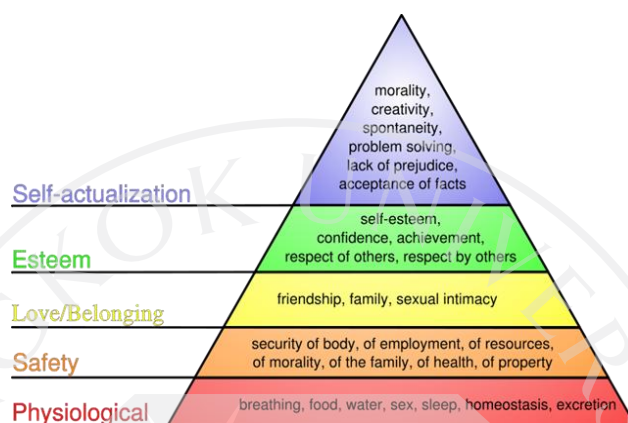 morality,
creativity,
spontaneity,
problem solving,
lack of prejudice,
acceptance of facts
Self-actualization
self-esteem,
confidence, achievement,
respect of others, respect by others
Esteem
friendship, family, sexual intimacy
Love/Belonging
security of body, of employment, of resources,
of morality, of the family, of health, of property
Safety
breathing, food, water, sex, sleep, homeostasis, excretion
Physiological